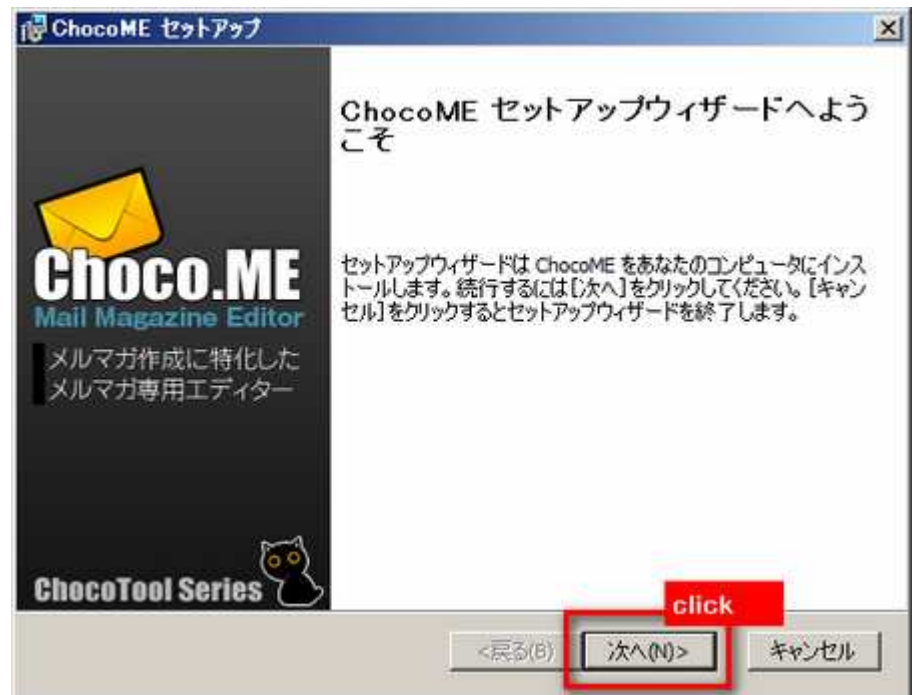 ChocoME セットアップ
ChocoME セットアップウィザードへよう
こそ
Choco.ME
Mail Magazine Editor
メルマガ作成に特化した
メルマガ専用エディター
セットアップウィザードは ChocoME をあなたのコンピュータにインス
トールします。続行するには[次へ]をクリックしてください。[キャン
セル]をクリックするとセットアップウィザードを終了します。
ChocoTool Series
click
<戻る(B) 次へ(N)> キャンセル